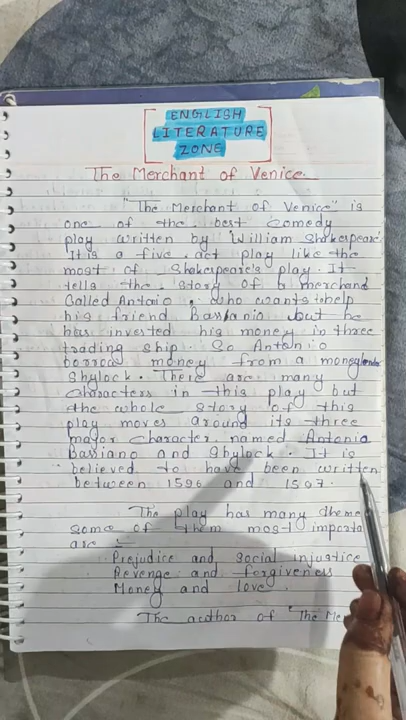 ENGLISH
LITERATURE
ZONE
The Merchant of Venice
"The Merchant of Venice" is
one of the best comedy
play written by William Shakespeare
It is a five act play like the
most of Shakespeare's play. It
tells the story of a merchand
Called Antoio, who wants to help
his friend Bassanio but he
has invested his money in three
trading ship. So Antonio
borrow money from a moneylender
Shylock. There are many
characters in this play but
the whole story of this
play moves around its three
major character named Antonio
Bassiano and Shylock. It is
believed to have been written
between 1596 and 1597.
The play has many theme
some of them most importa
are :-
Prejudice and Social injustice
Revenge and forgiveness
Money and love.
The author of "The Me